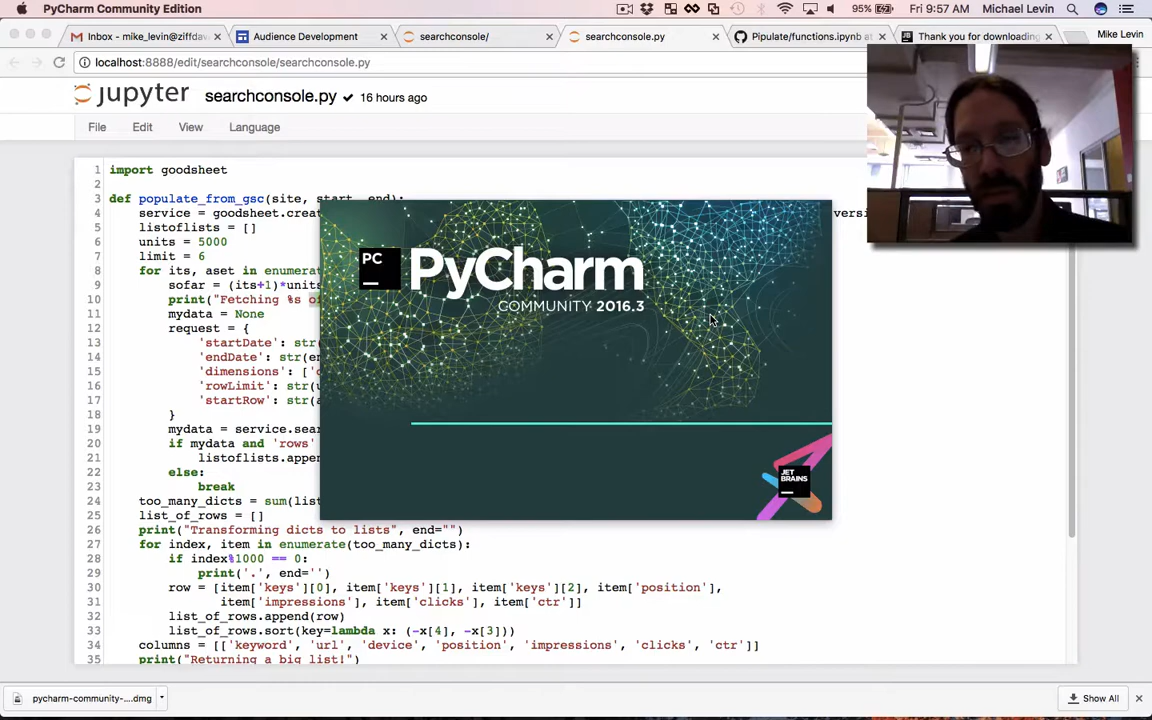 PyCharm Community Edition
95%
Fri 9:57 AM
Michael Levin
Inbox - mike_levin@ziffdav
Audience Development
searchconsole/
searchconsole.py
Pipulate/functions.ipynb at
Thank you for downloading
Mike Levin
localhost:8888/edit/searchconsole/searchconsole.py
jupyter searchconsole.py ✔ 16 hours ago
File Edit View Language
1 import goodsheet
2
3 def populate_from_gsc(site, start, end):
4 service = goodsheet.crea
5 listoflists = []
6 units = 5000
7 limit = 6
8 for its, aset in enumerat
9 sofar = (its+1)*units
10 print("Fetching %s o
11 mydata = None
12 request = {
13 'startDate': str(
14 'endDate': str(e
15 'dimensions': ['
16 'rowLimit': str(
17 'startRow': str(
18 }
19 mydata = service.sea
20 if mydata and 'rows'
21 listoflists.appen
22 else:
23 break
24 too_many_dicts = sum(lis
25 list_of_rows = []
26 print("Transforming dicts to lists", end="")
27 for index, item in enumerate(too_many_dicts):
28 if index%1000 == 0:
29 print('.', end='')
30 row = [item['keys'][0], item['keys'][1], item['keys'][2], item['position'],
31 item['impressions'], item['clicks'], item['ctr']]
32 list_of_rows.append(row)
33 list_of_rows.sort(key=lambda x: (-x[4], -x[3]))
34 columns = [['keyword', 'url', 'device', 'position', 'impressions', 'clicks', 'ctr']]
35 print("Returning a big list!")
PC
PyCharm
COMMUNITY 2016.3
JET
BRAINS
pycharm-community-....dmg
Show All